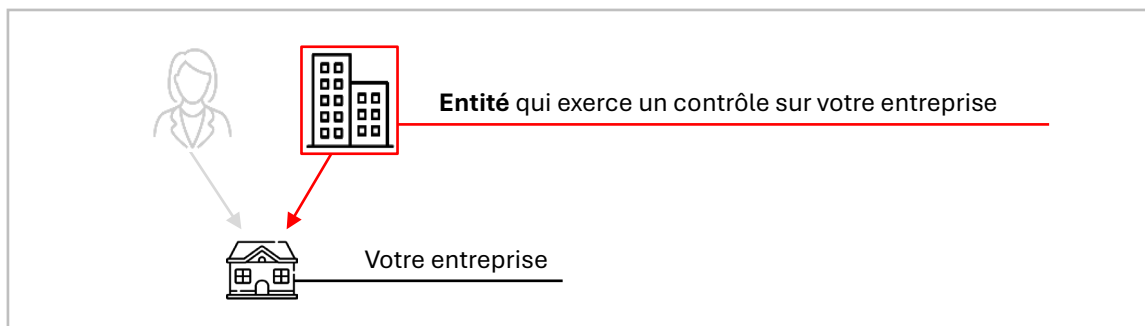 Entité qui exerce un contrôle sur votre entreprise
Votre entreprise